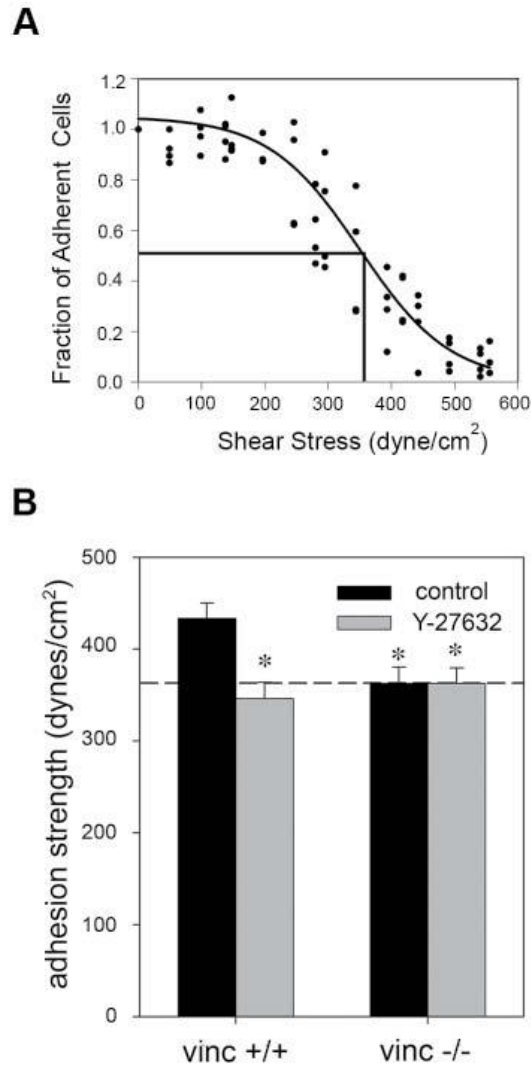 A
1.2
1.0
0.8
0.6
0.4
0.2
0.0
Fraction of Adherent Cells
0 100 200 300 400 500 600
Shear Stress (dyne/cm²)
B
500
400
300
200
100
0
adhesion strength (dynes/cm²)
control
Y-27632
* * *
vinc +/+ vinc -/-